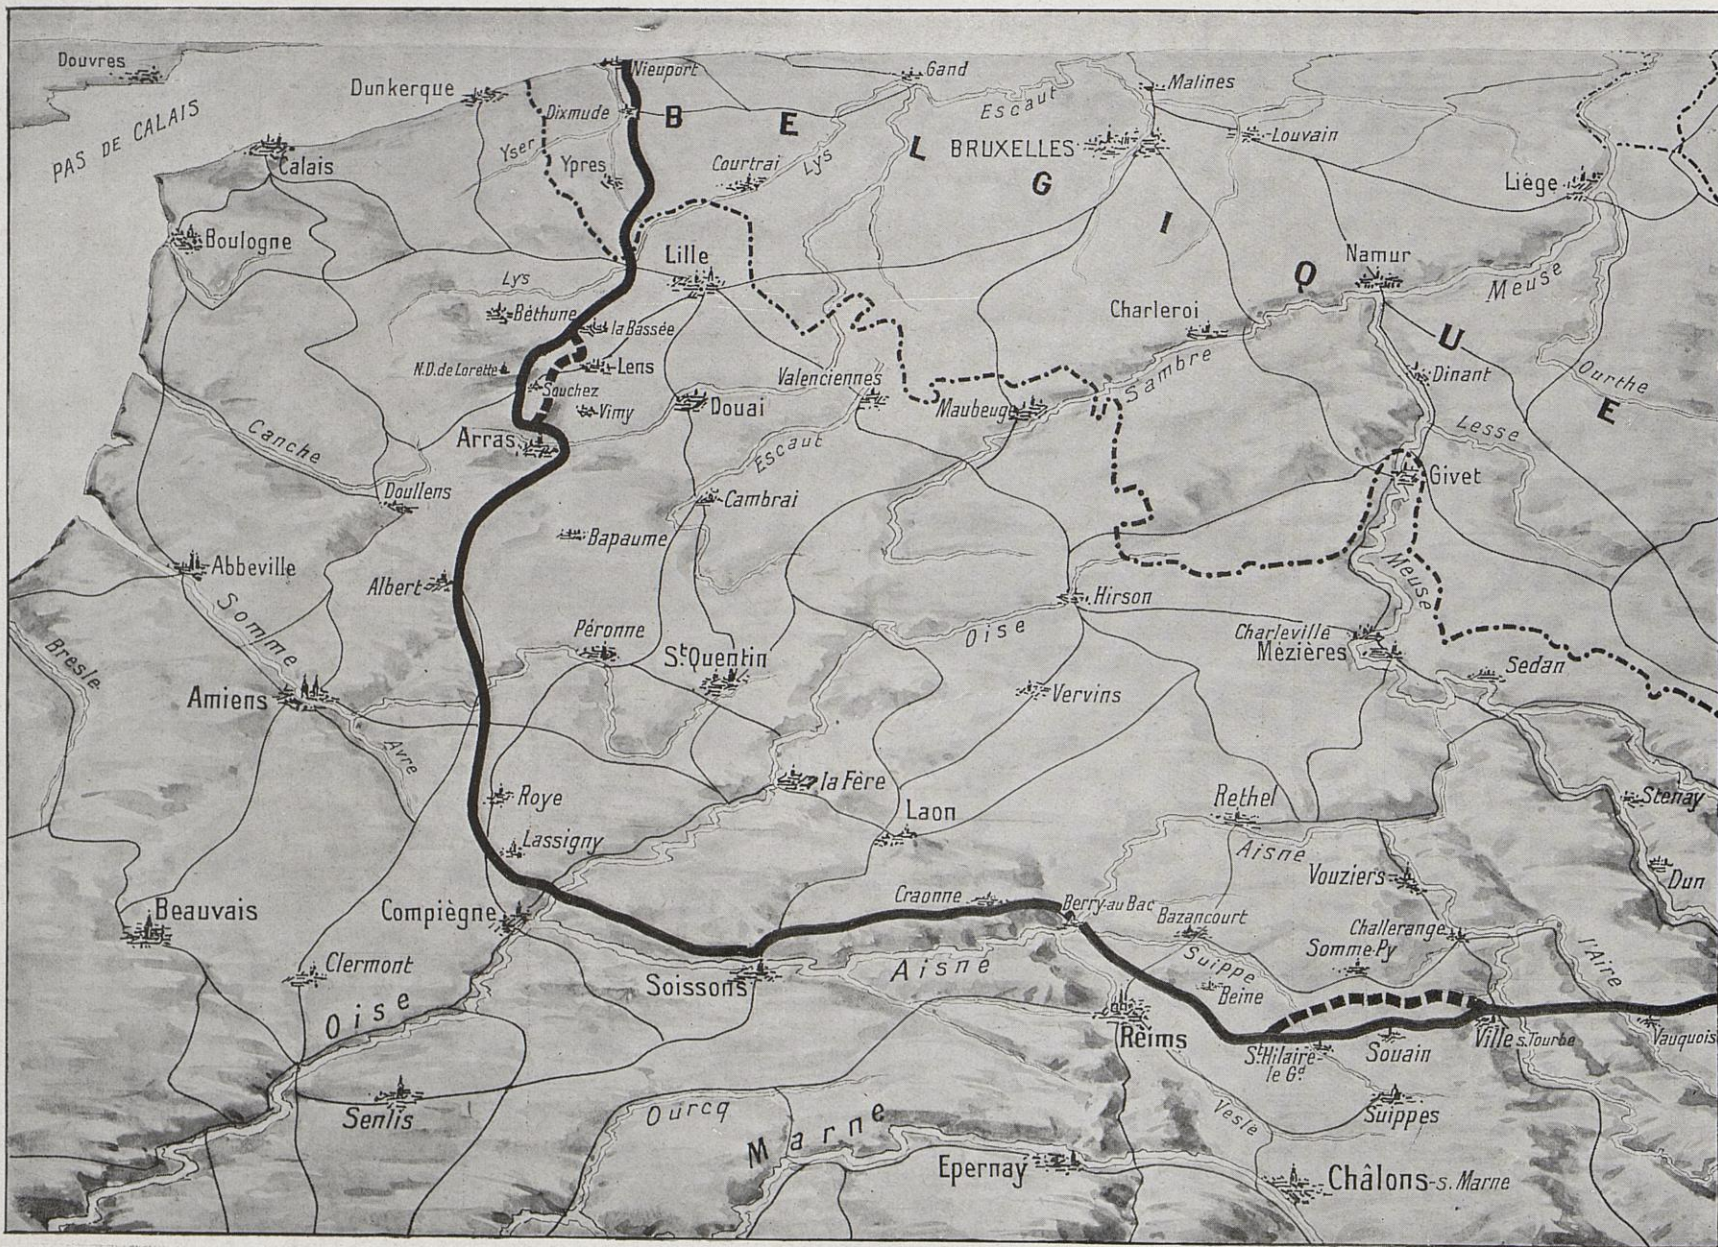 Douvres
PAS DE CALAIS
Dunkerque
Nieuport
Gand
Escaut
Malines
Dixmude
BELGIQUE
Yser
Ypres
Courtrai
Lys
BRUXELLES
Louvain
Calais
Liège
Boulogne
Lille
Lys
Namur
Meuse
Béthune
la Bassée
Charleroi
Sambre
N.D. de Lorette
Lens
Souchez
Vimy
Valenciennes
Douai
Maubeuge
Dinant
Ourthe
Canche
Arras
Escaut
Lesse
Givet
Doullens
Cambrai
Bapaume
Abbeville
Albert
Somme
Hirson
Meuse
Bresle
Péronne
St Quentin
Oise
Charleville
Mèzières
Sedan
Amiens
Vervins
Avre
Roye
la Fère
Laon
Rethel
Stenay
Lassigny
Aisne
Vouziers
Dun
Beauvais
Compiègne
Craonne
Berry-au Bac
Bazancourt
Challerange
Somme-Py
l'Aire
Clermont
Soissons
Aisne
Suippe
Beine
Oise
Reims
St Hilaire-
le Gd.
Souain
Ville s. Tourbe
Vauquois
Senlis
Ourcq
Marne
Vesle
Suippes
Epernay
Châlons-s. Marne